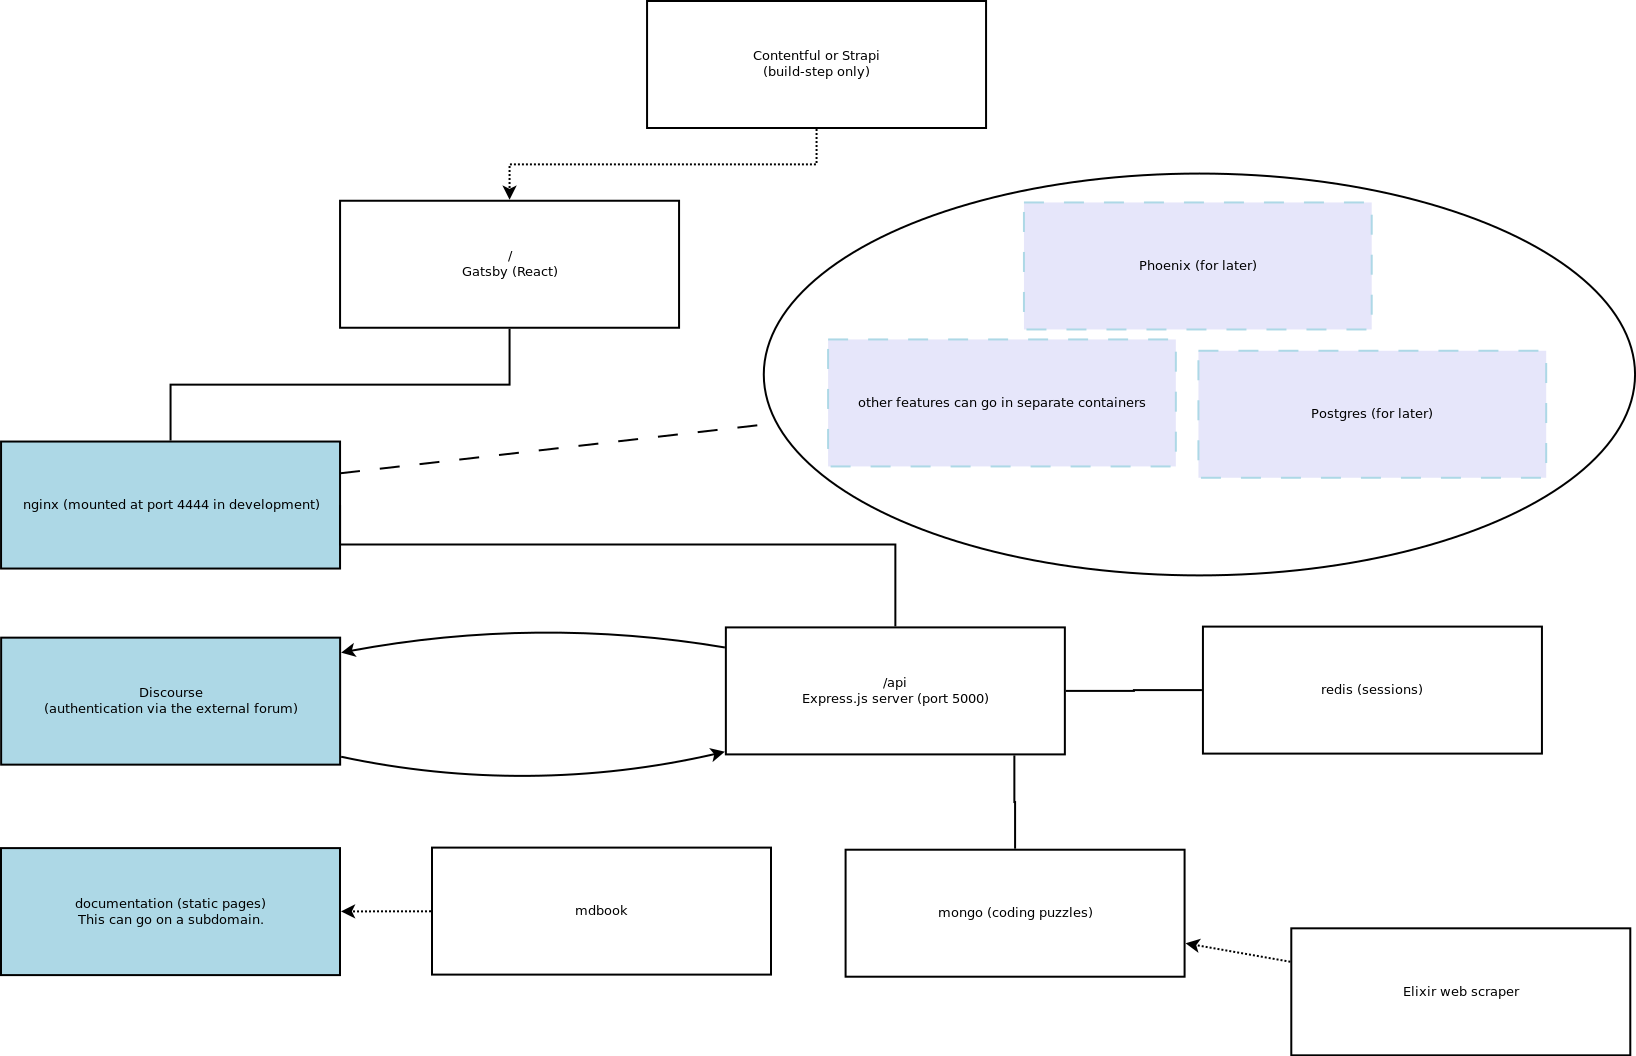 Contentful or Strapi
(build-step only)
/
Gatsby (React)
Phoenix (for later)
other features can go in separate containers
Postgres (for later)
nginx (mounted at port 4444 in development)
Discourse
(authentication via the external forum)
/api
Express.js server (port 5000)
redis (sessions)
documentation (static pages)
This can go on a subdomain.
mdbook
mongo (coding puzzles)
Elixir web scraper